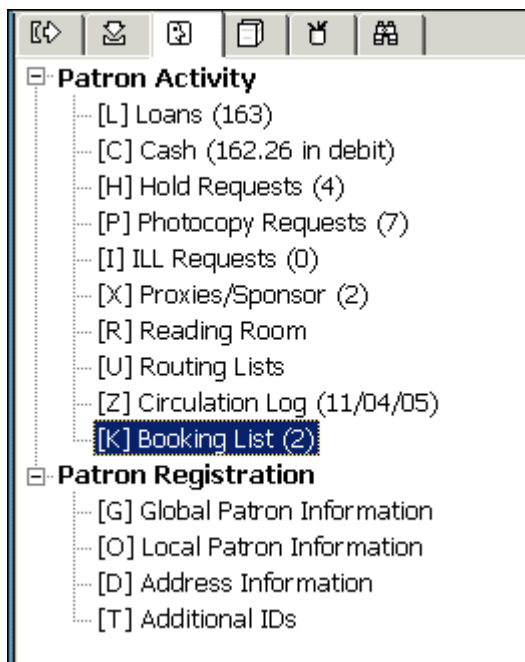 Patron Activity
[L] Loans (163)
[C] Cash (162.26 in debit)
[H] Hold Requests (4)
[P] Photocopy Requests (7)
[I] ILL Requests (0)
[X] Proxies/Sponsor (2)
[R] Reading Room
[U] Routing Lists
[Z] Circulation Log (11/04/05)
[K] Booking List (2)
Patron Registration
[G] Global Patron Information
[O] Local Patron Information
[D] Address Information
[T] Additional IDs